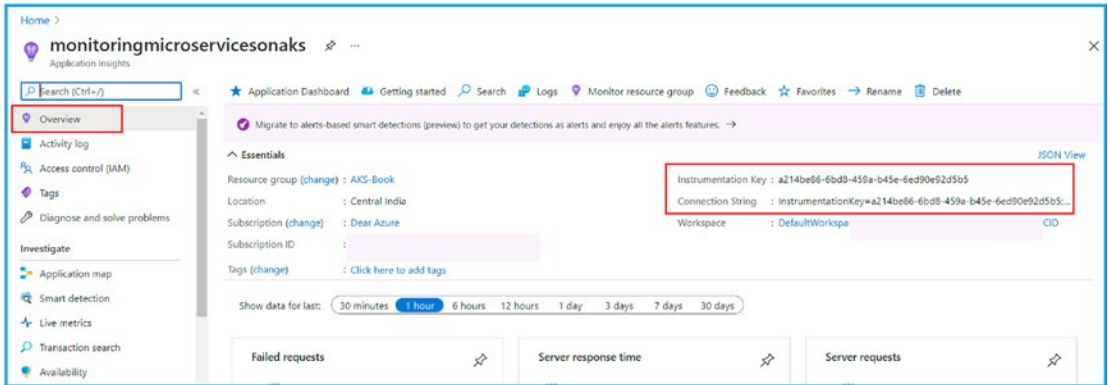 Home >
monitoringmicroservicesonaks
Application Insights
Search (Ctrl+/)
Application Dashboard Getting started Search Logs Monitor resource group Feedback Favorites Rename Delete
Overview
Activity log
Access control (IAM)
Tags
Diagnose and solve problems
Investigate
Application map
Smart detection
Live metrics
Transaction search
Availability
Migrate to alerts-based smart detections (preview) to get your detections as alerts and enjoy all the alerts features. →
Essentials
JSON View
Resource group (change) : AKS-Book
Location : Central India
Subscription (change) : Dear Azure
Subscription ID :
Tags (change) : Click here to add tags
Instrumentation Key : a214be86-6bd8-459a-b45e-6ed90e92d5b5
Connection String : InstrumentationKey=a214be86-6bd8-459a-b45e-6ed90e92d5b5;...
Workspace : DefaultWorkspa CID
Show data for last: 30 minutes 1 hour 6 hours 12 hours 1 day 3 days 7 days 30 days
Failed requests
Server response time
Server requests